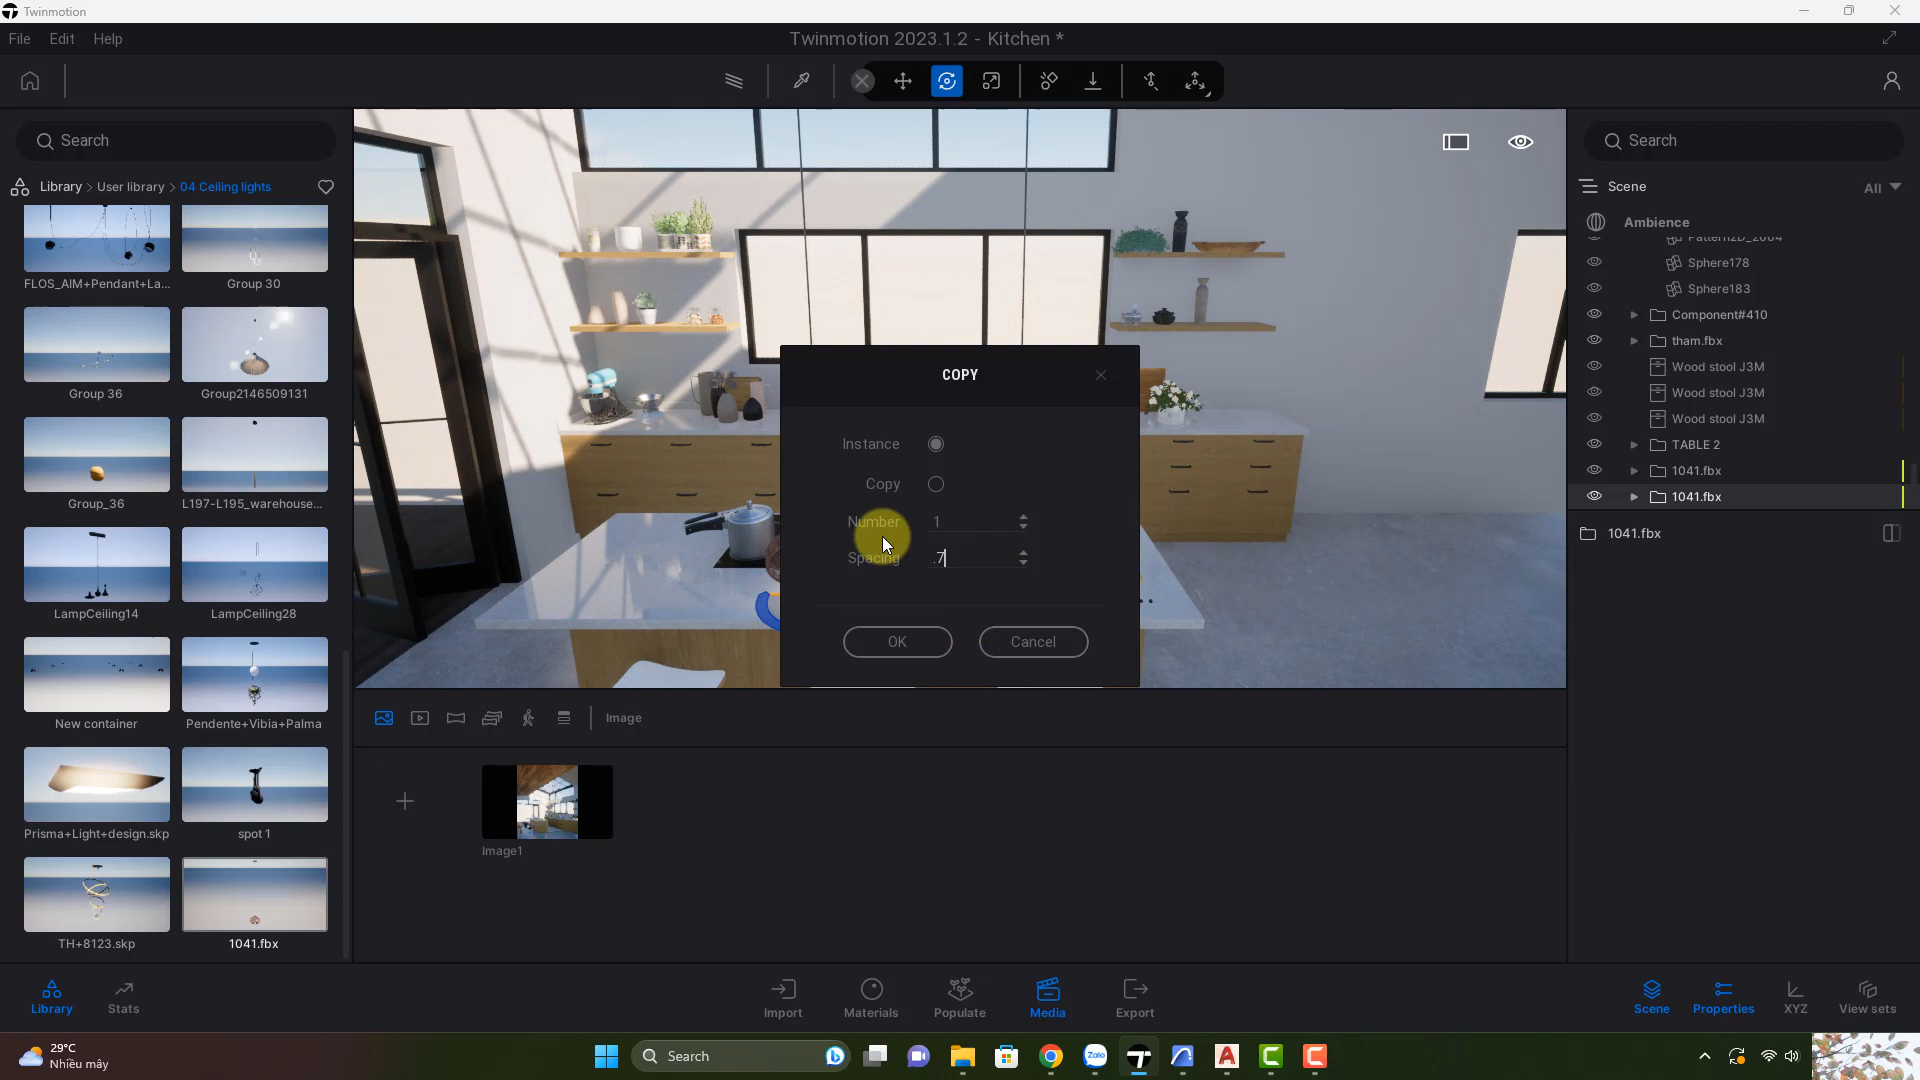 Twinmotion
File Edit Help
Twinmotion 2023.1.2 - Kitchen *
Search
Library > User library > 04 Ceiling lights
FLOS_AIM+Pendant+La...
Group 30
Group 36
Group2146509131
Group_36
L197-L195_warehouse...
LampCeiling14
LampCeiling28
New container
Pendente+Vibia+Palma
Prisma+Light+design.skp
spot 1
TH+8123.skp
1041.fbx
COPY
Instance
Copy
Number 1
Spacing .7
OK Cancel
Image
Image1
Search
Scene All
Ambience
Pattern2D_2664
Sphere178
Sphere183
Component#410
tham.fbx
Wood stool J3M
Wood stool J3M
Wood stool J3M
TABLE 2
1041.fbx
1041.fbx
1041.fbx
Library Stats
Import Materials Populate Media Export
Scene Properties XYZ View sets
29°C
Nhiều mây
Search
Zalo